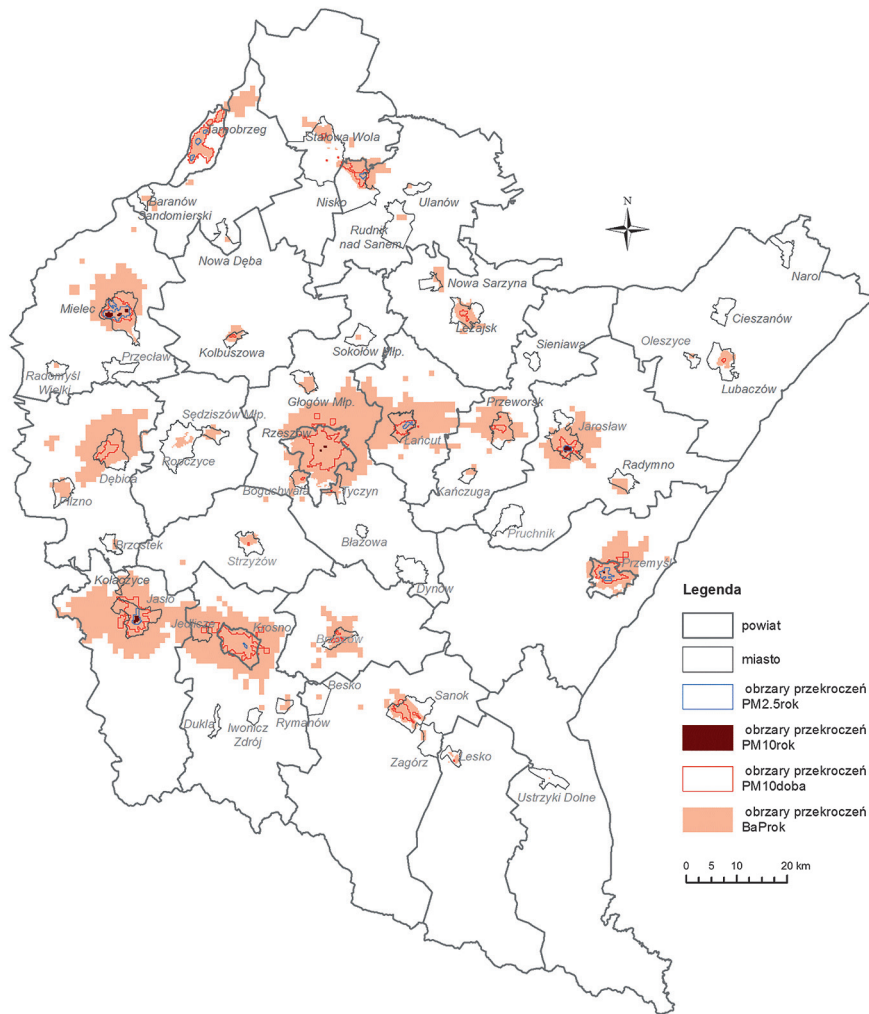 Tarnobrzeg
Stalowa Wola
Baranów
Sandomierski
Nisko
Ulanów
Rudnik
nad Sanem
Nowa Dęba
N
Narol
Nowa Sarzyna
Mielec
Leżajsk
Cieszanów
Kolbuszowa
Sokołów Młp.
Sieniawa
Oleszyce
Przecław
Radomyśl
Wielki
Lubaczów
Głogów Młp.
Przeworsk
Sędziszów Młp.
Rzeszów
Łańcut
Jarosław
Ropczyce
Dębica
Radymno
Pilzno
Boguchwała
Tyczyn
Kańczuga
Pruchnik
Brzostek
Strzyżów
Błażowa
Przemyśl
Kołaczyce
Dynów
Jasło
Jedlicze
Krosno
Brzozów
Besko
Sanok
Dukla
Iwonicz
Zdrój
Rymanów
Zagórz
Lesko
Ustrzyki Dolne
Legenda
powiat
miasto
obrzary przekroczeń
PM2.5rok
obrzary przekroczeń
PM10rok
obrzary przekroczeń
PM10doba
obrzary przekroczeń
BaProk
0 5 10 20 km